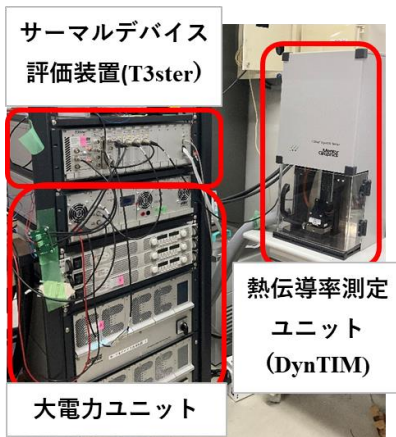 サーマルデバイス
評価装置(T3ster)
熱伝導率測定
ユニット
(DynTIM)
大電力ユニット